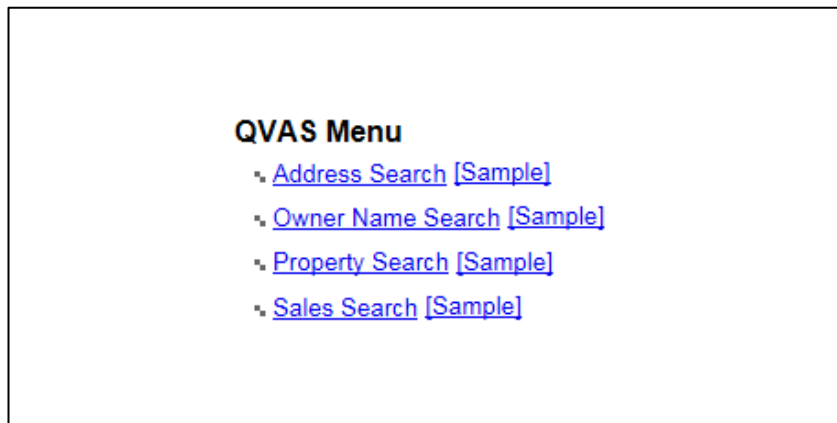 QVAS Menu
Address Search [Sample]
Owner Name Search [Sample]
Property Search [Sample]
Sales Search [Sample]